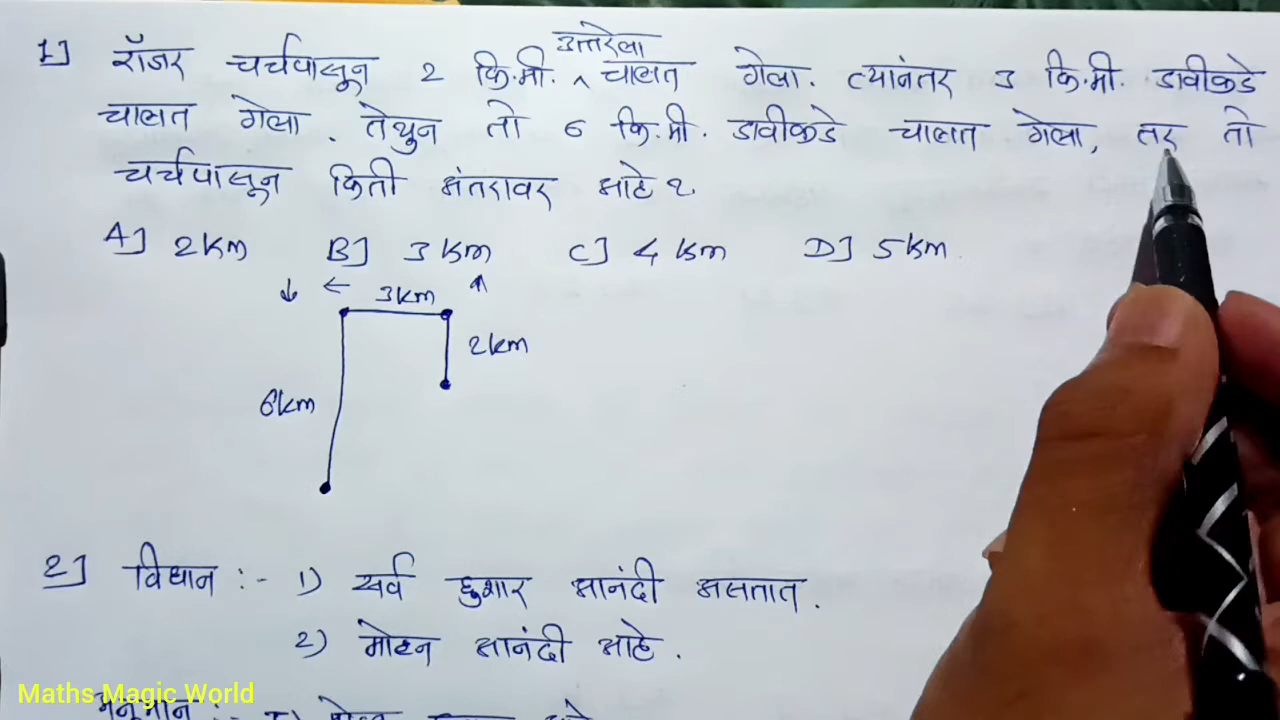 1] रॉजर चर्चपासून 2 कि.मी. ^ उत्तरेला चालत गेला. त्यानंतर 3 कि.मी. डावीकडे
चालत गेला. तेथुन तो 6 कि.मी. डावीकडे चालत गेला, तर तो
चर्चपासून किती अंतरावर आहे ?
A] 2km B] 3km C] 4km D] 5km
↓ ← 3km ↑
2km
6km
2] विधान :- 1) सर्व हुशार आनंदी असतात.
2) मोहन आनंदी आहे.
Maths Magic World
अनुमान :-